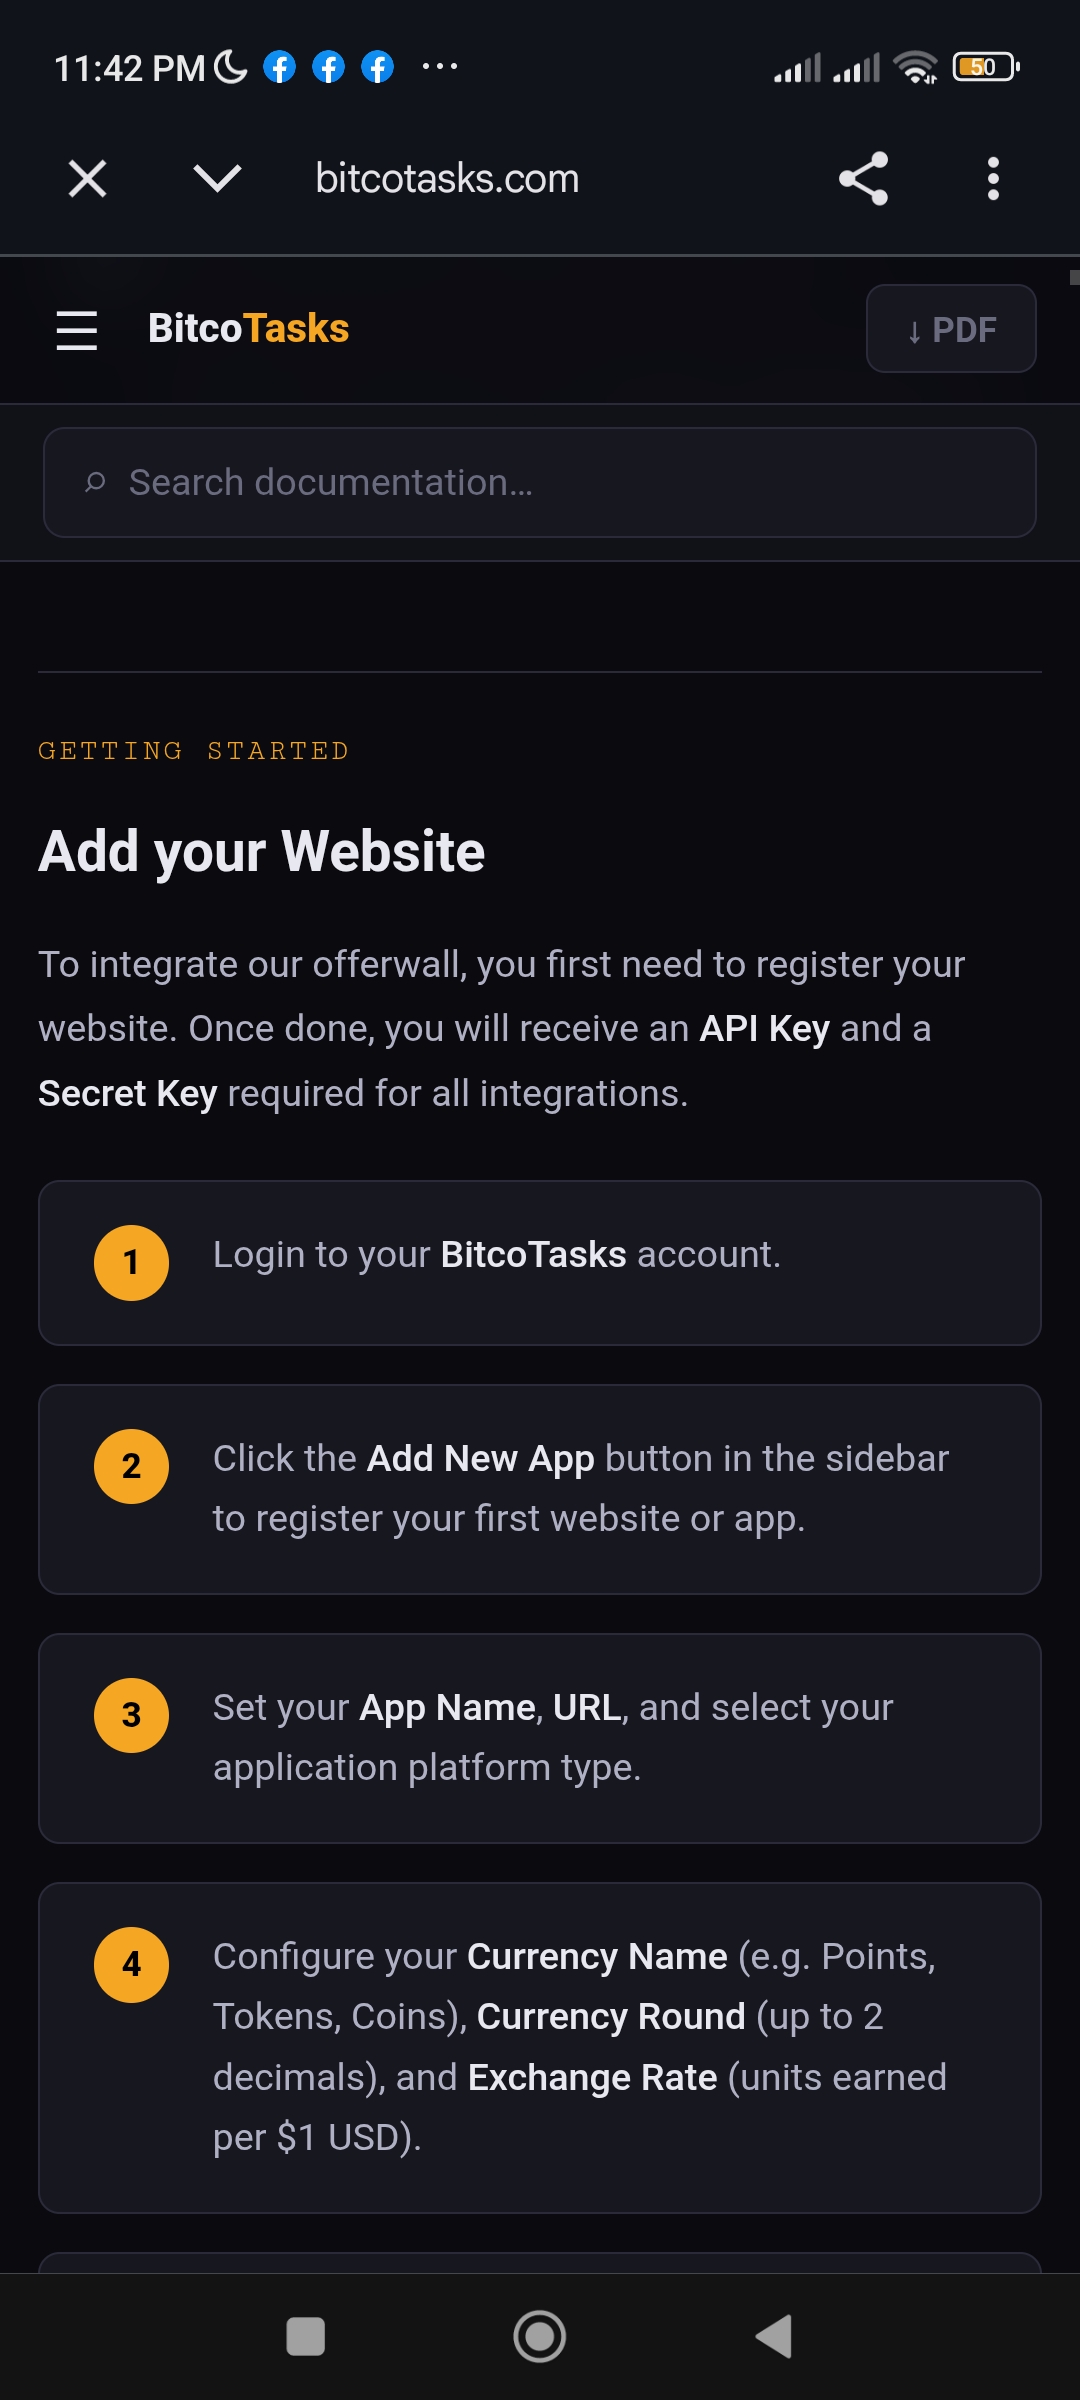 11:42 PM
50
bitcotasks.com
BitcoTasks
↓ PDF
Search documentation...
GETTING STARTED
Add your Website
To integrate our offerwall, you first need to register your
website. Once done, you will receive an API Key and a
Secret Key required for all integrations.
1
Login to your BitcoTasks account.
2
Click the Add New App button in the sidebar
to register your first website or app.
3
Set your App Name, URL, and select your
application platform type.
4
Configure your Currency Name (e.g. Points,
Tokens, Coins), Currency Round (up to 2
decimals), and Exchange Rate (units earned
per $1 USD).